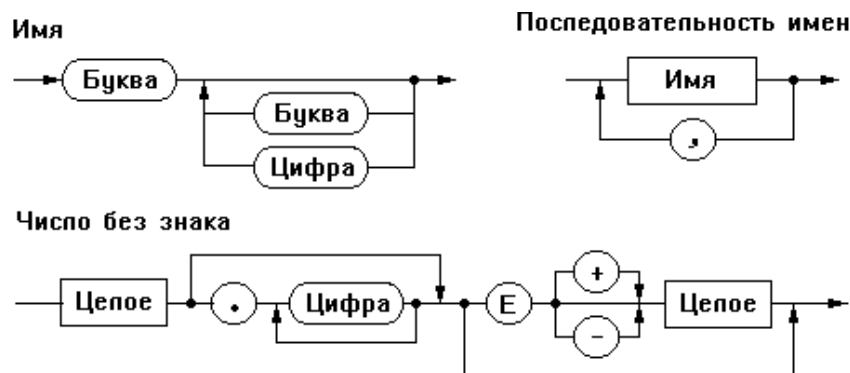 Имя
Последовательность имен
Буква
Имя
Буква
,
Цифра
Число без знака
+
Целое
.
Цифра
E
Целое
-